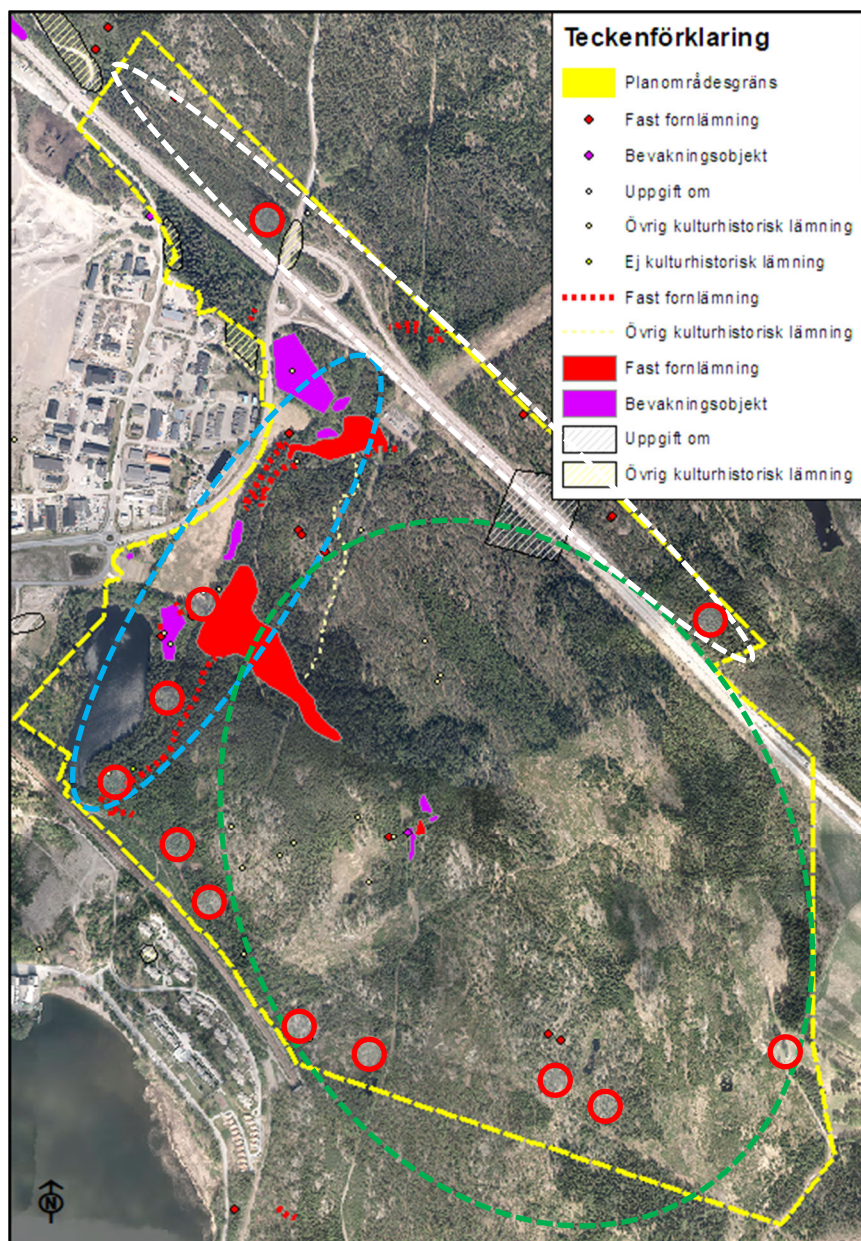 Teckenförklaring
Planområdesgräns
Fast fornlämning
Bevakningsobjekt
Uppgift om
Övrig kulturhistorisk lämning
Ej kulturhistorisk lämning
Fast fornlämning
Övrig kulturhistorisk lämning
Fast fornlämning
Bevakningsobjekt
Uppgift om
Övrig kulturhistorisk lämning
N